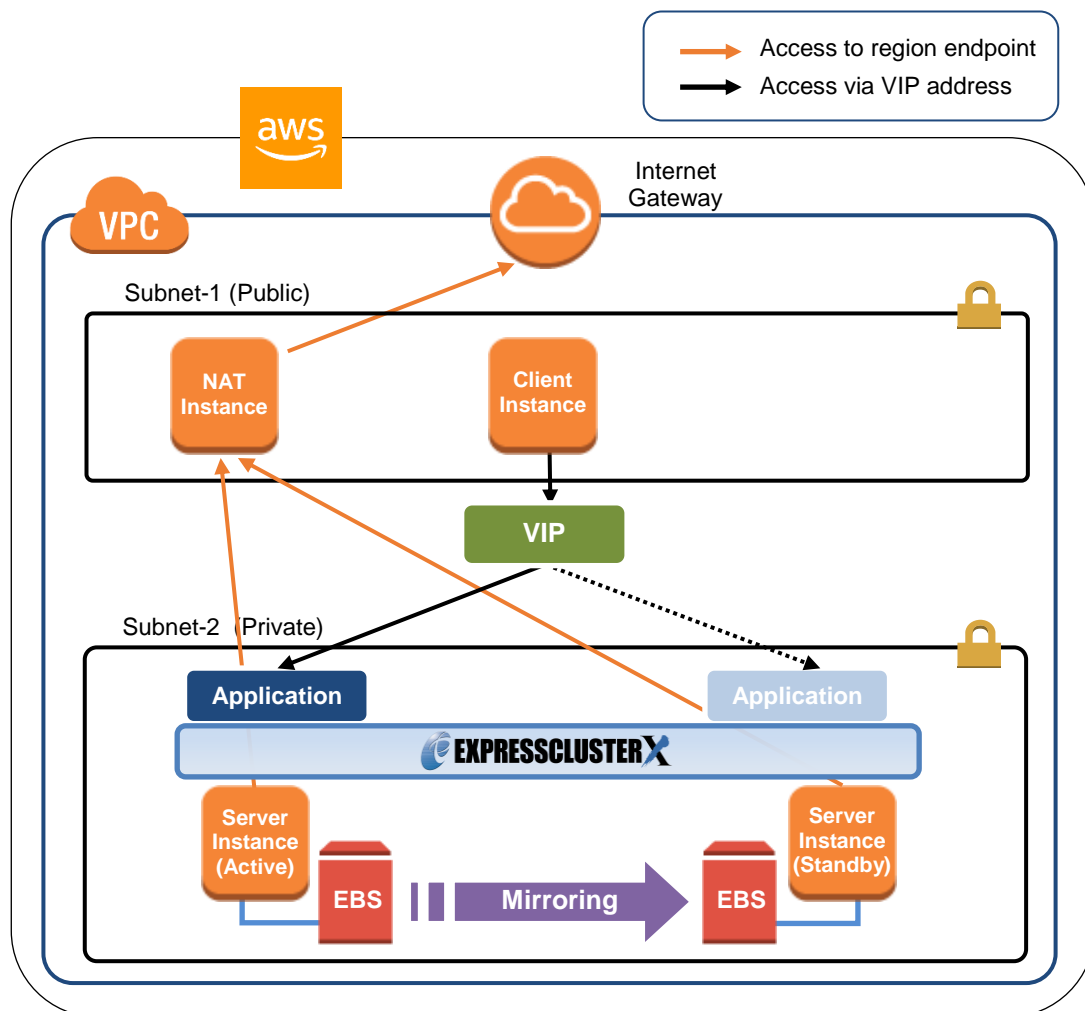 Access to region endpoint
Access via VIP address
aws
Internet
Gateway
VPC
Subnet-1 (Public)
NAT
Instance
Client
Instance
VIP
Subnet-2 (Private)
Application
Application
EXPRESSCLUSTER X
Server
Instance
(Active)
Server
Instance
(Standby)
EBS
Mirroring
EBS